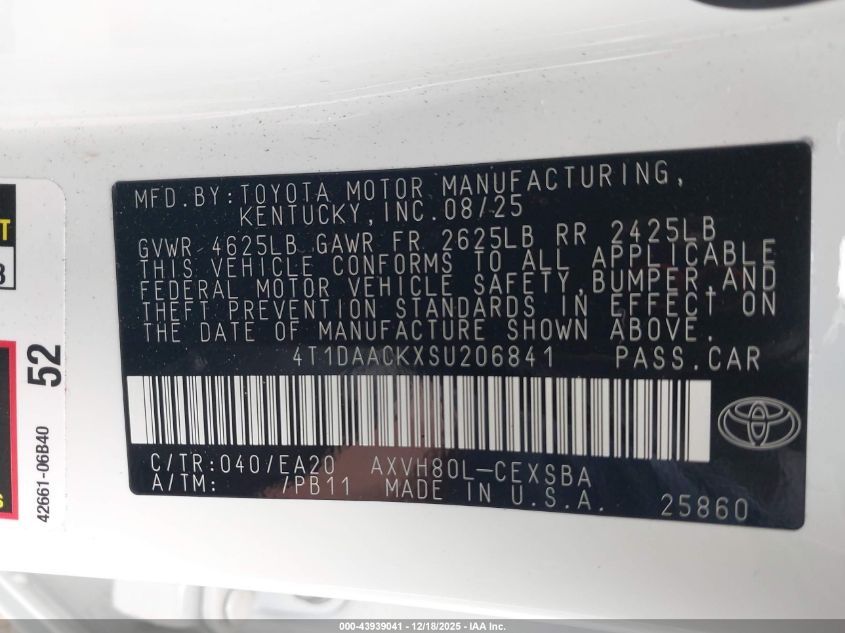 MFD.BY:TOYOTA MOTOR MANUFACTURING,
KENTUCKY,INC.08/25
GVWR 4625LB GAWR FR 2625LB RR 2425LB
THIS VEHICLE CONFORMS TO ALL APPLICABLE
FEDERAL MOTOR VEHICLE SAFETY,BUMPER,AND
THEFT PREVENTION STANDARDS IN EFFECT ON
THE DATE OF MANUFACTURE SHOWN ABOVE.
4T1DAACKXSU206841 PASS.CAR
C/TR:040/EA20 AXVH80L-CEXSBA
A/TM: /PB11 MADE IN U.S.A.
25860
52
42661-06B40
000-43939041 - 12/18/2025 - IAA Inc.